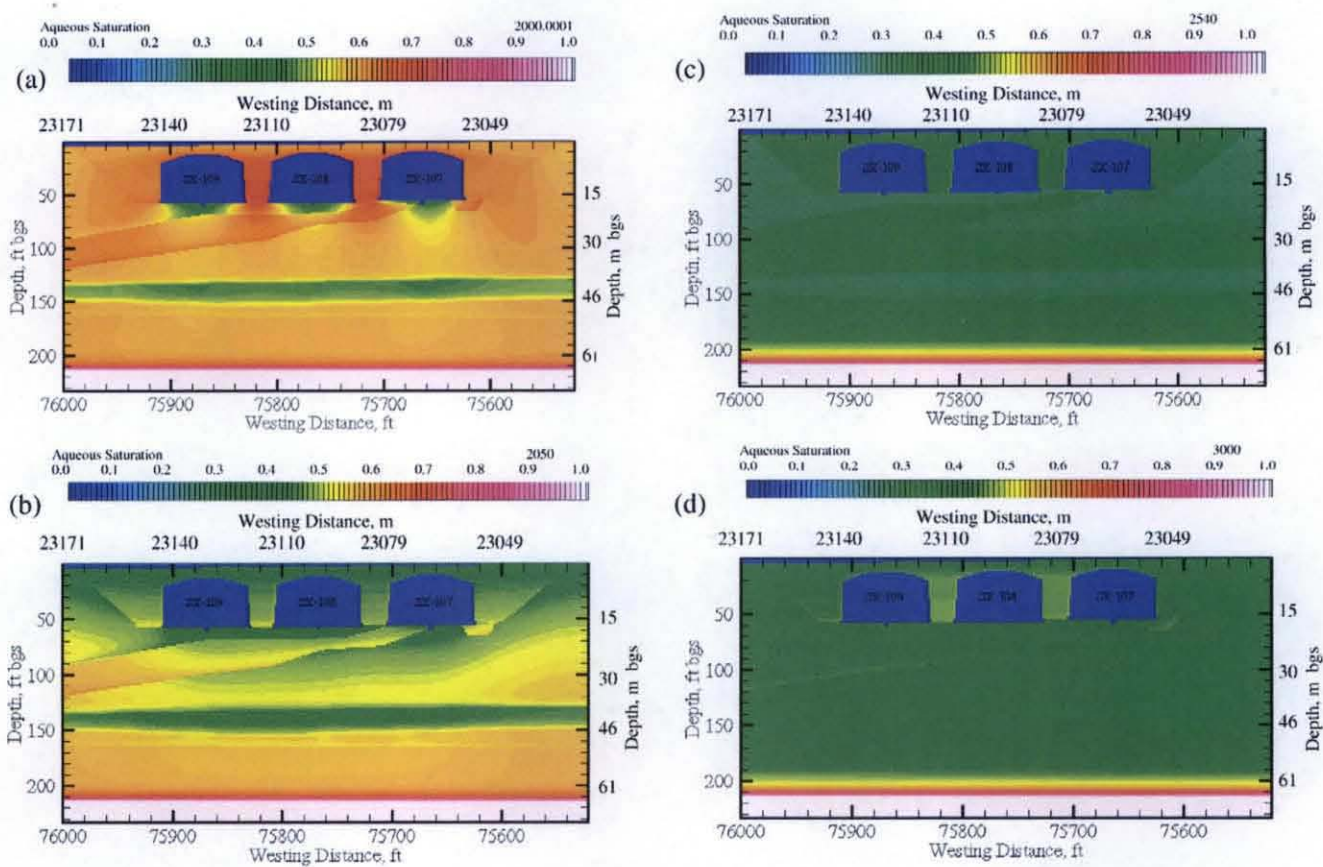 Aqueous Saturation 2000.0001
0.0 0.1 0.2 0.3 0.4 0.5 0.6 0.7 0.8 0.9 1.0
(a)
Westing Distance, m
23171 23140 23110 23079 23049
50
100
150
200
Depth, ft bgs
15
30
46
61
Depth, m bgs
76000 75900 75800 75700 75600
Westing Distance, ft
Aqueous Saturation 2050
0.0 0.1 0.2 0.3 0.4 0.5 0.6 0.7 0.8 0.9 1.0
(b)
Westing Distance, m
23171 23140 23110 23079 23049
50
100
150
200
Depth, ft bgs
15
30
46
61
Depth, m bgs
76000 75900 75800 75700 75600
Westing Distance, ft
Aqueous Saturation 2540
0.0 0.1 0.2 0.3 0.4 0.5 0.6 0.7 0.8 0.9 1.0
(c)
Westing Distance, m
23171 23140 23110 23079 23049
50
100
150
200
Depth, ft bgs
15
30
46
61
Depth, m bgs
76000 75900 75800 75700 75600
Westing Distance, ft
Aqueous Saturation 3000
0.0 0.1 0.2 0.3 0.4 0.5 0.6 0.7 0.8 0.9 1.0
(d)
Westing Distance, m
23171 23140 23110 23079 23049
50
100
150
200
Depth, ft bgs
15
30
46
61
Depth, m bgs
76000 75900 75800 75700 75600
Westing Distance, ft